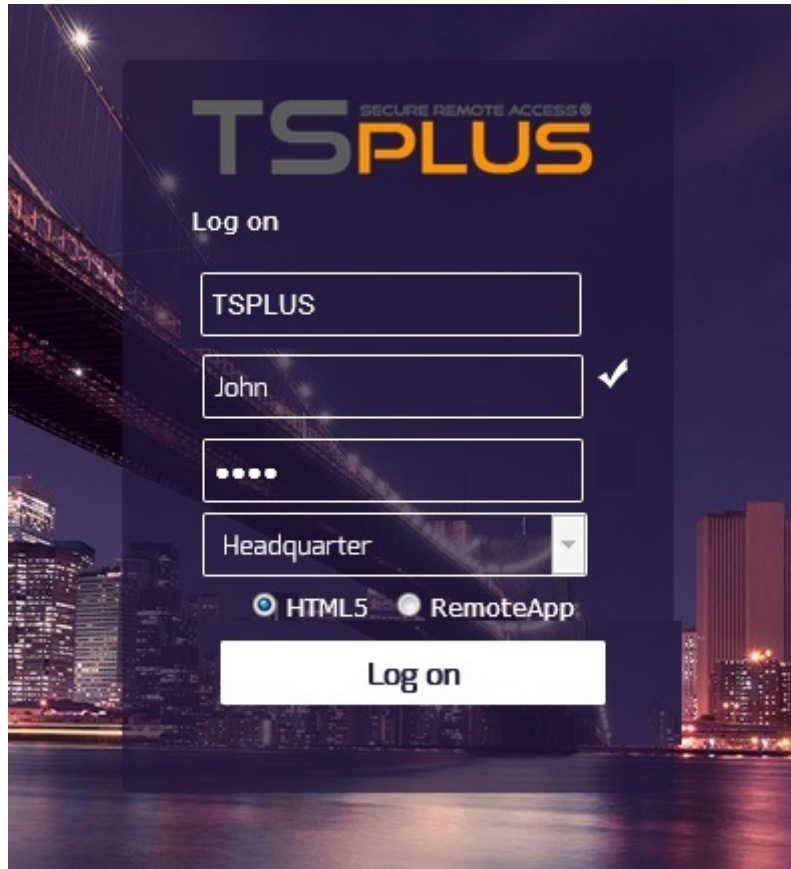 SECURE REMOTE ACCESS®
TSPLUS
Log on
TSPLUS
John
••••
Headquarter
HTML5 RemoteApp
Log on